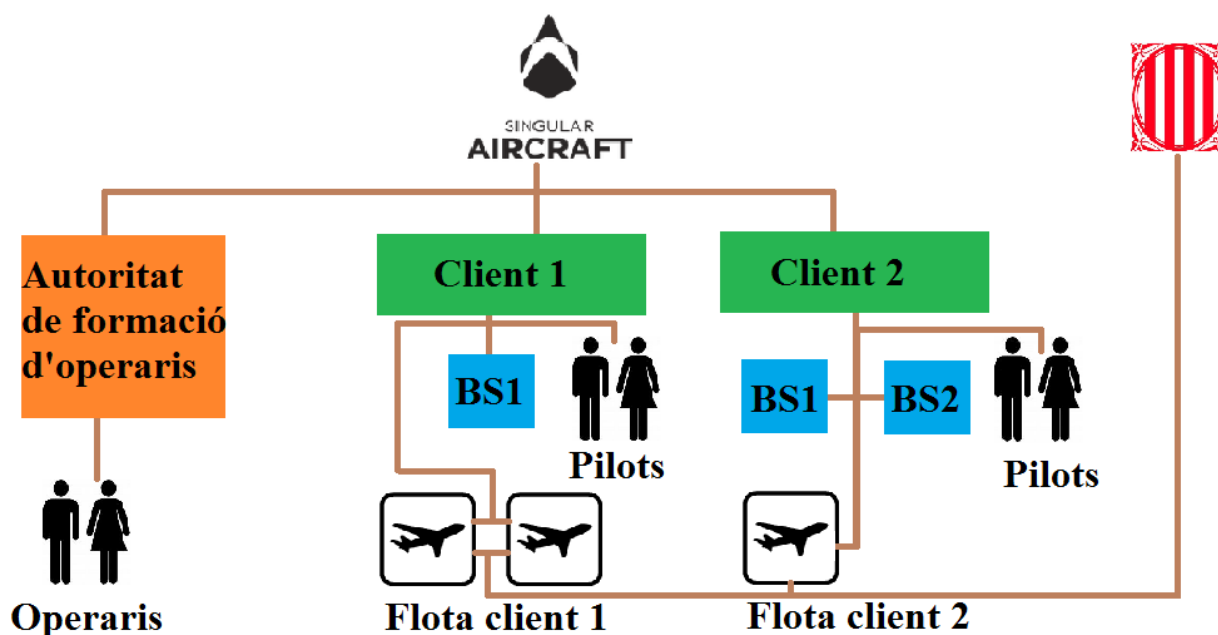 SINGULAR
AIRCRAFT
Autoritat
de formació
d'operaris
Client 1
Client 2
BS1
Pilots
BS1
BS2
Pilots
Operaris
Flota client 1
Flota client 2